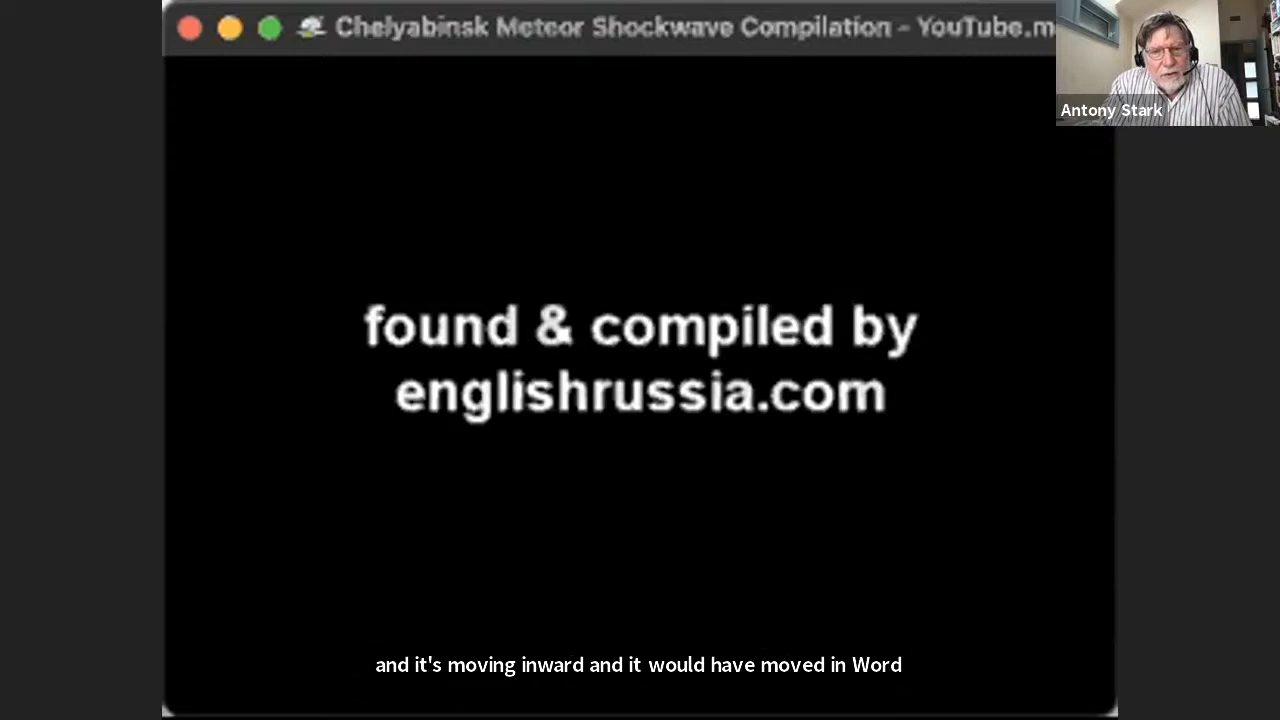 Chelyabinsk Meteor Shockwave Compilation - YouTube.m
Antony Stark
found & compiled by
englishrussia.com
and it's moving inward and it would have moved in Word